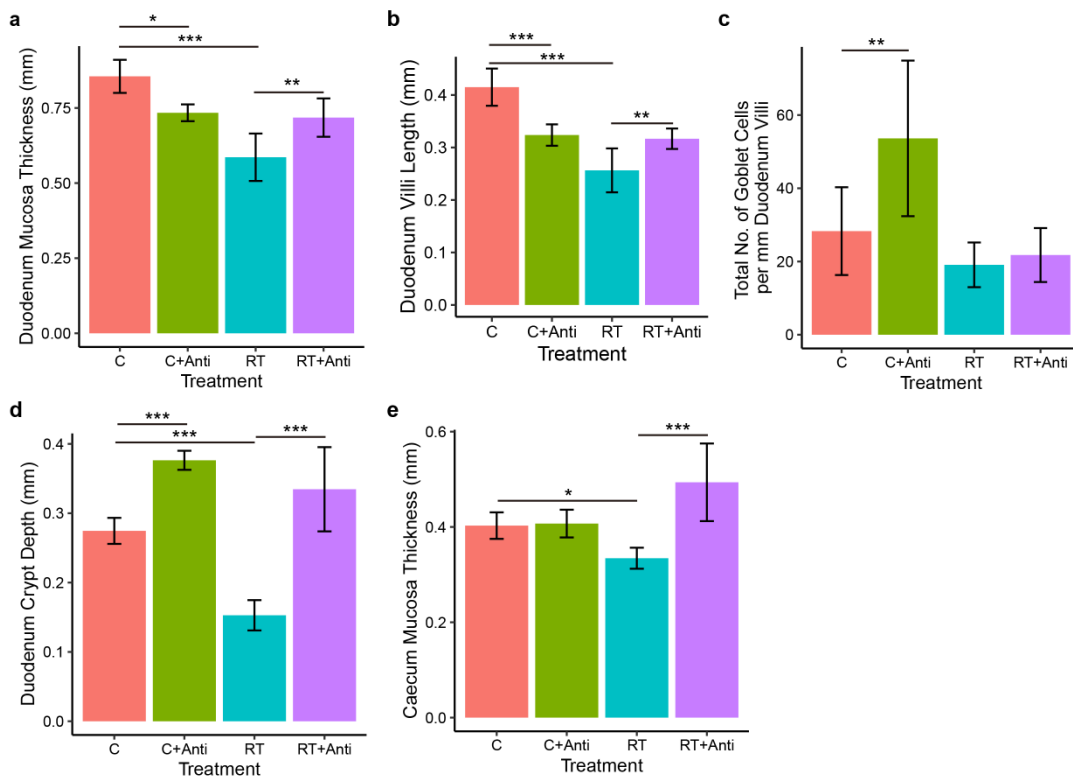 a
*
***
**
Duodenum Mucosa Thickness (mm)
0.75
0.50
0.25
0.00
C
C+Anti
RT
RT+Anti
Treatment
b
***
***
**
Duodenum Villi Length (mm)
0.4
0.3
0.2
0.1
0.0
C
C+Anti
RT
RT+Anti
Treatment
c
**
Total No. of Goblet Cells
per mm Duodenum Villi
60
40
20
0
C
C+Anti
RT
RT+Anti
Treatment
d
***
***
***
Duodenum Crypt Depth (mm)
0.4
0.3
0.2
0.1
0.0
C
C+Anti
RT
RT+Anti
Treatment
e
***
*
Caecum Mucosa Thickness (mm)
0.6
0.4
0.2
0.0
C
C+Anti
RT
RT+Anti
Treatment